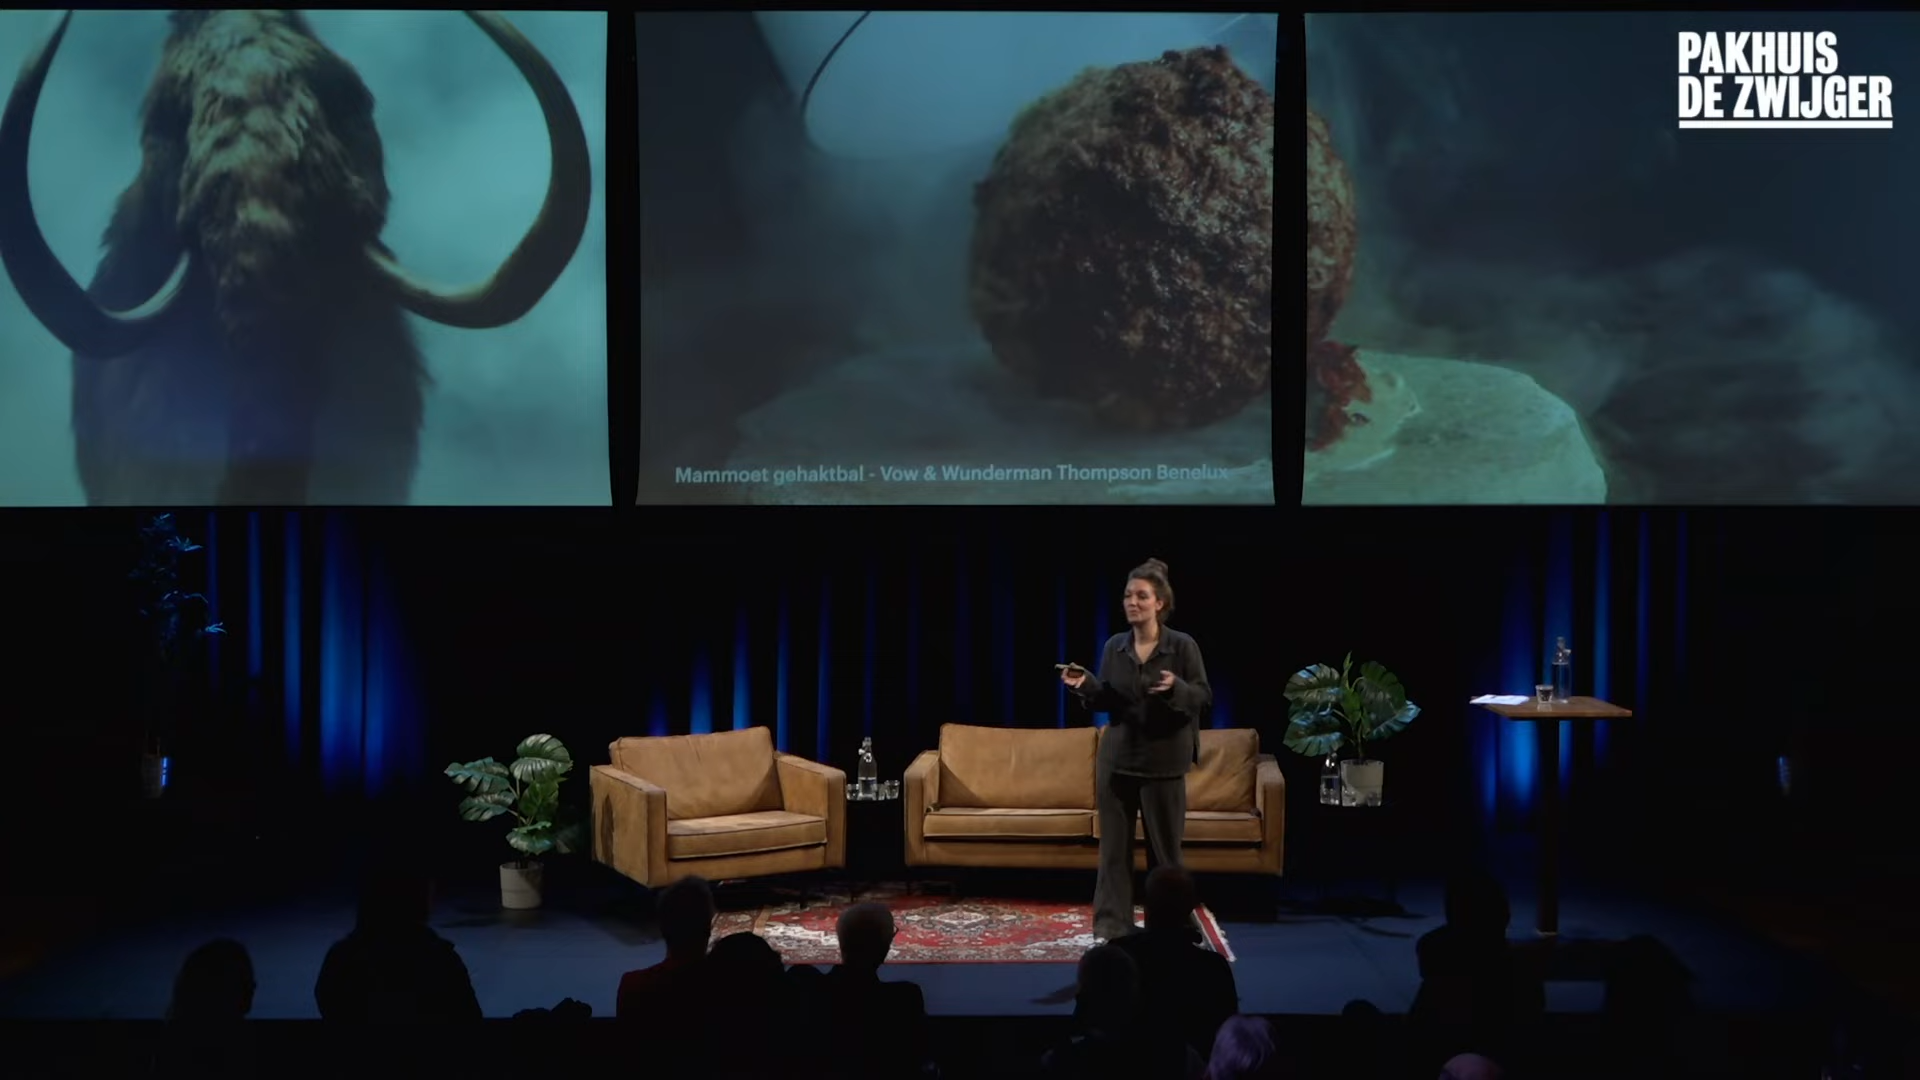 PAKHUIS
DE ZWIJGER
Mammoet gehaktbal - Vow & Wunderman Thompson Benelux